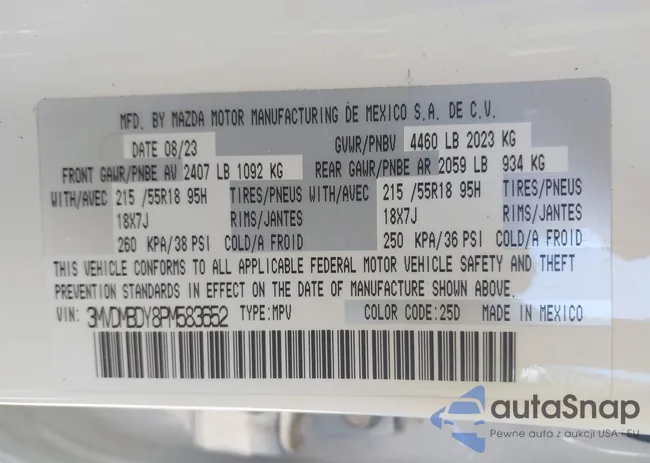 MFD. BY MAZDA MOTOR MANUFACTURING DE MEXICO S.A. DE C.V.
DATE 08/23 GVWR/PNBV 4460 LB 2023 KG
FRONT GAWR/PNBE AV 2407 LB 1092 KG REAR GAWR/PNBE AR 2059 LB 934 KG
WITH/AVEC 215 /55R18 95H TIRES/PNEUS WITH/AVEC 215 /55R18 95H TIRES/PNEUS
18X7J RIMS/JANTES 18X7J RIMS/JANTES
260 KPA/38 PSI COLD/A FROID 250 KPA/36 PSI COLD/A FROID
THIS VEHICLE CONFORMS TO ALL APPLICABLE FEDERAL MOTOR VEHICLE SAFETY AND THEFT
PREVENTION STANDARDS IN EFFECT ON THE DATE OF MANUFACTURE SHOWN ABOVE.
VIN: 3MVDMBDY8PM583652 TYPE:MPV COLOR CODE:25D MADE IN MEXICO
autaSnap
Pewne auta z aukcji USA i EU